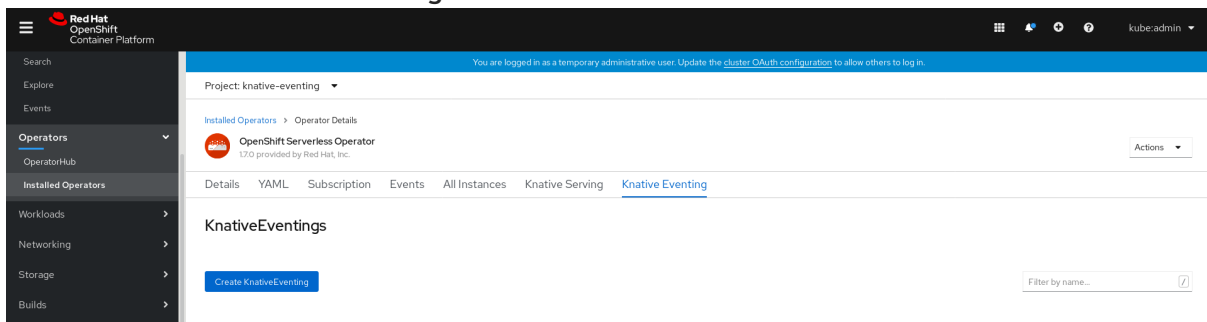 Red Hat
OpenShift
Container Platform
kube:admin
Search
Explore
Events
Operators
OperatorHub
Installed Operators
Workloads
Networking
Storage
Builds
You are logged in as a temporary administrative user. Update the cluster OAuth configuration to allow others to log in.
Project: knative-eventing
Installed Operators > Operator Details
OpenShift Serverless Operator
1.7.0 provided by Red Hat, Inc.
Actions
Details YAML Subscription Events All Instances Knative Serving Knative Eventing
KnativeEventings
Create KnativeEventing
Filter by name... /